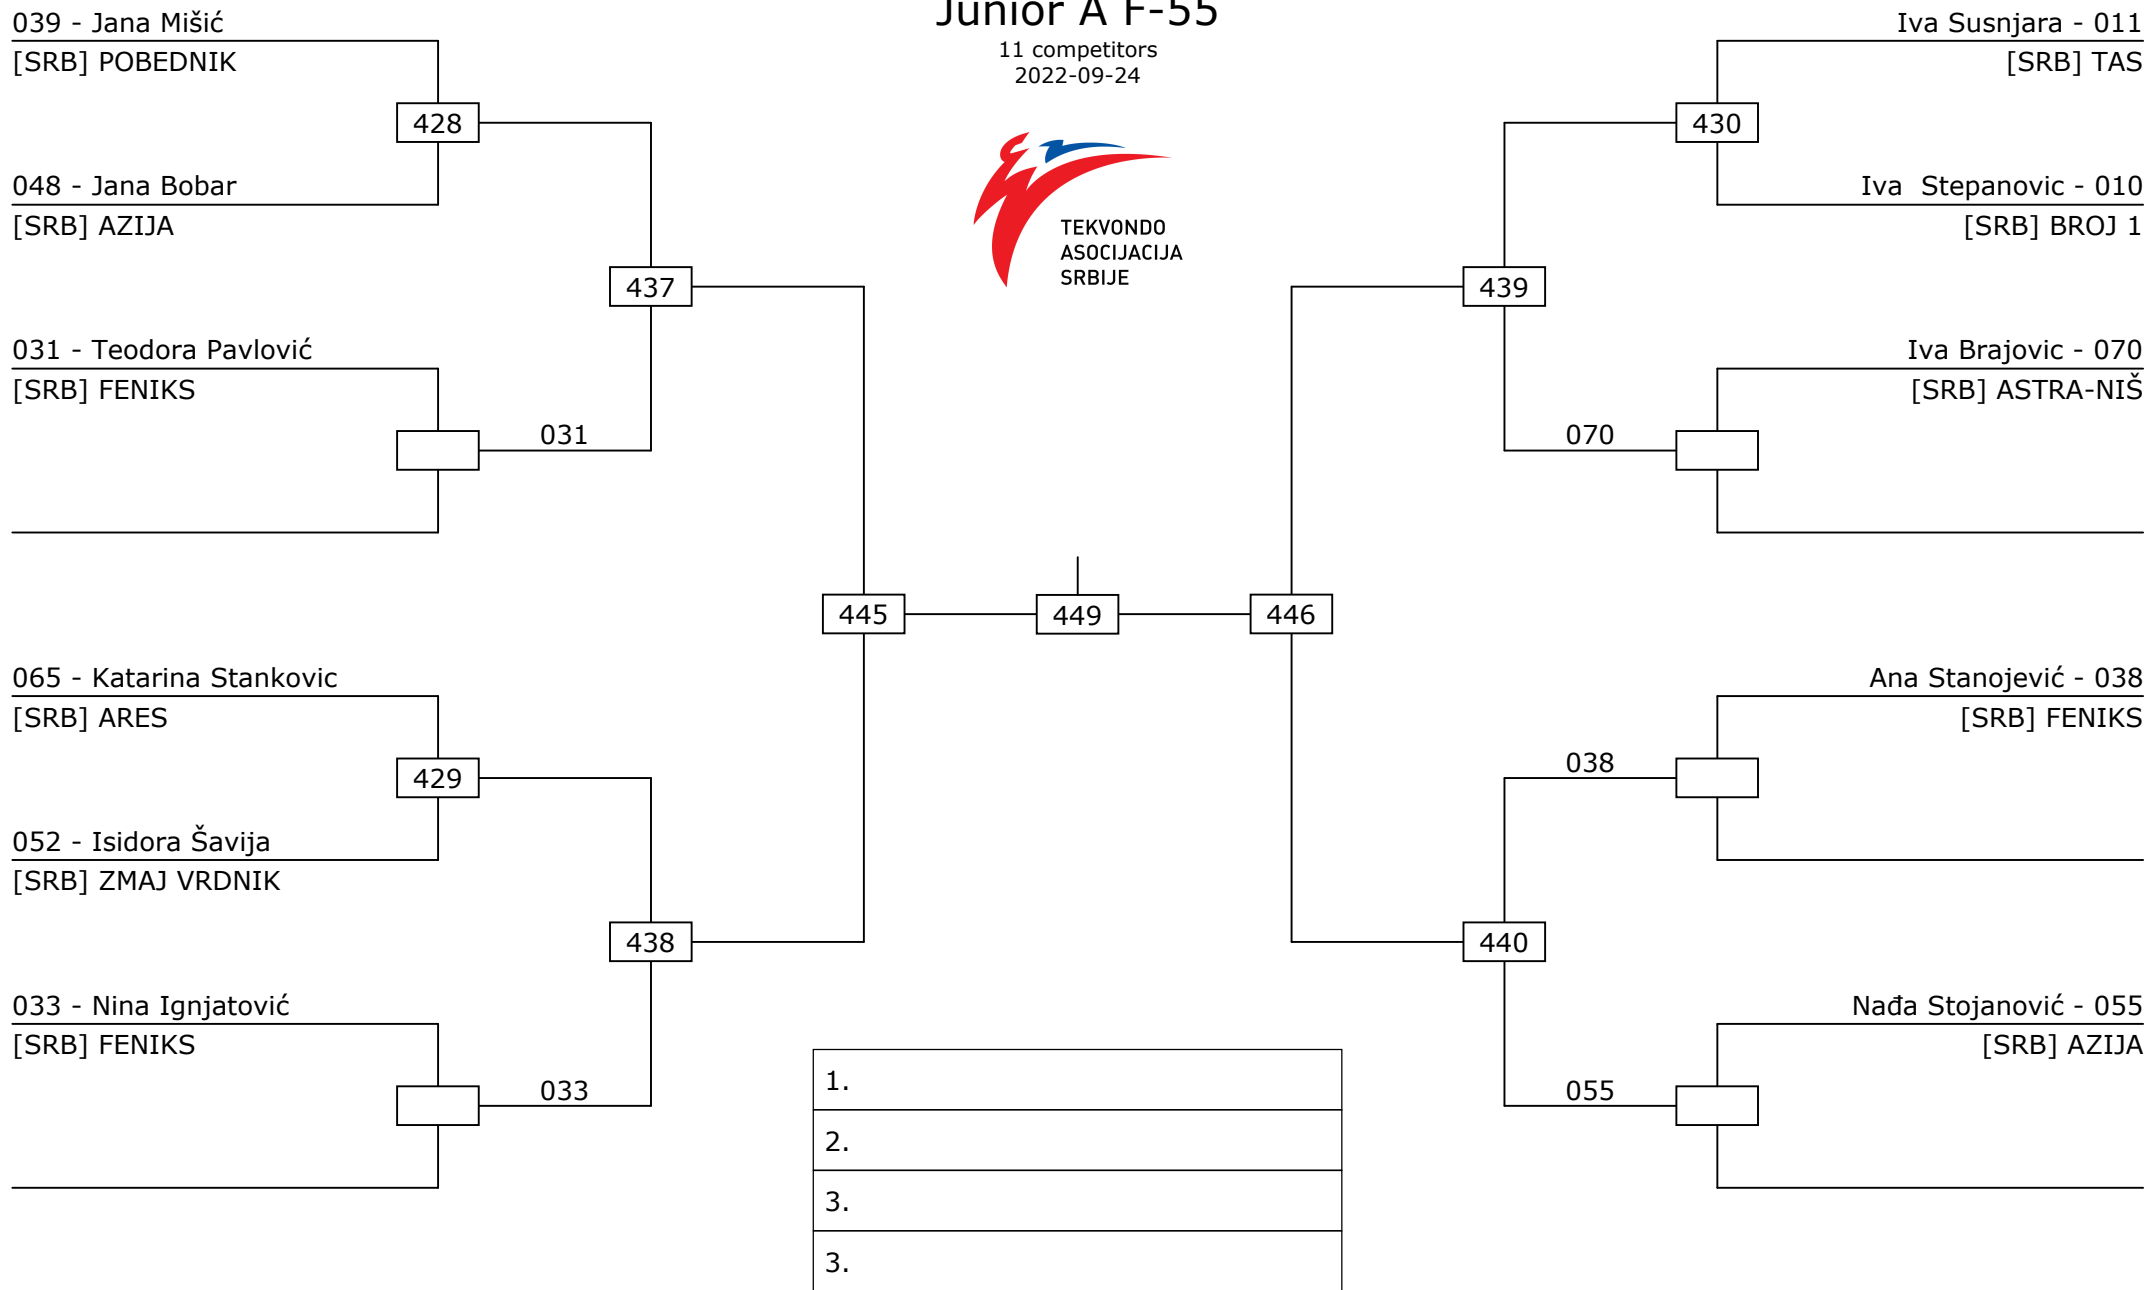 Junior A F-55
11 competitors
2022-09-24
TEKVONDO
ASOCIJACIJA
SRBIJE
039 - Jana Mišić
[SRB] POBEDNIK
428
048 - Jana Bobar
[SRB] AZIJA
437
031 - Teodora Pavlović
[SRB] FENIKS
031
445
065 - Katarina Stankovic
[SRB] ARES
429
052 - Isidora Šavija
[SRB] ZMAJ VRDNIK
438
033 - Nina Ignjatović
[SRB] FENIKS
033
449
Iva Susnjara - 011
[SRB] TAS
430
Iva  Stepanovic - 010
[SRB] BROJ 1
439
Iva Brajovic - 070
[SRB] ASTRA-NIŠ
070
446
Ana Stanojević - 038
[SRB] FENIKS
038
440
Nađa Stojanović - 055
[SRB] AZIJA
055
1.
2.
3.
3.